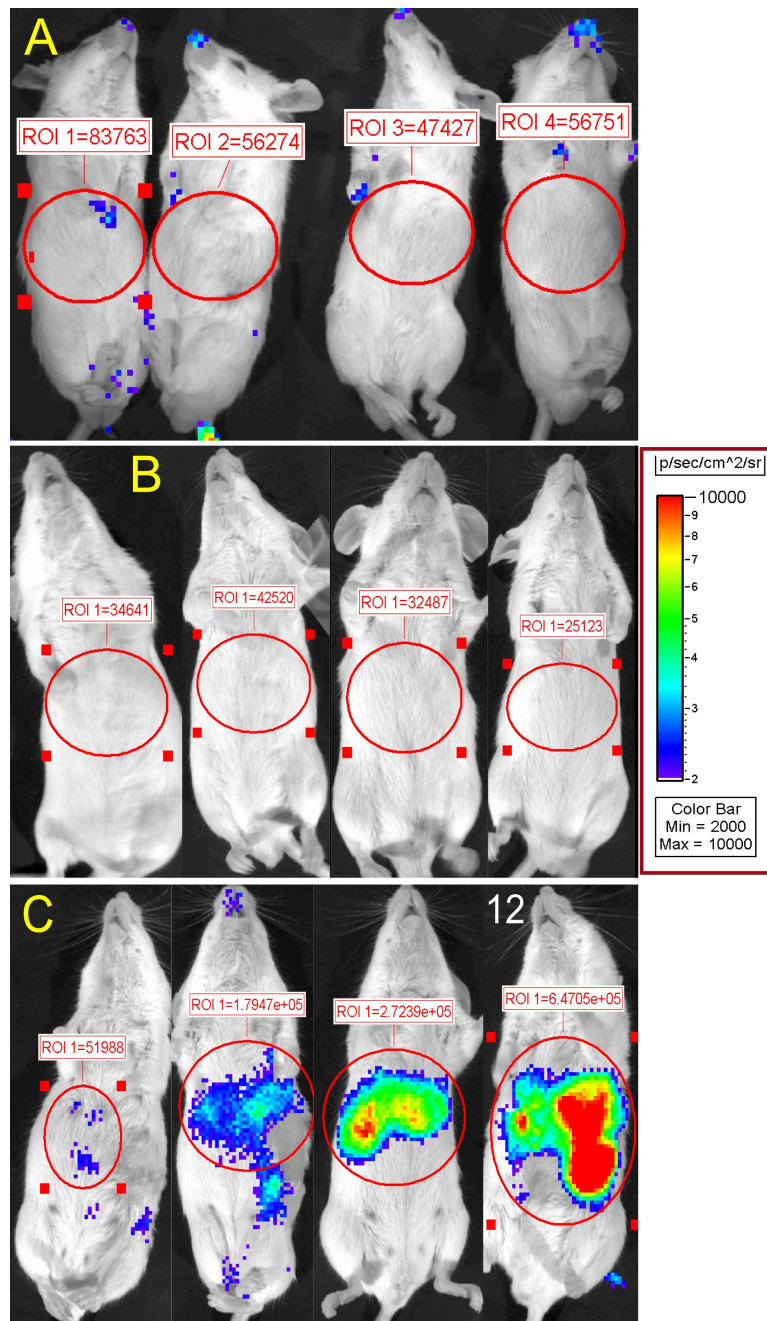 A
ROI 1=83763
ROI 2=56274
ROI 3=47427
ROI 4=56751
B
ROI 1=34641
ROI 1=42520
ROI 1=32487
ROI 1=25123
p/sec/cm^2/sr
10000
9
8
7
6
5
4
3
2
Color Bar
Min = 2000
Max = 10000
C
12
ROI 1=51988
ROI 1=1.7947e+05
ROI 1=2.7239e+05
ROI 1=6.4705e+05